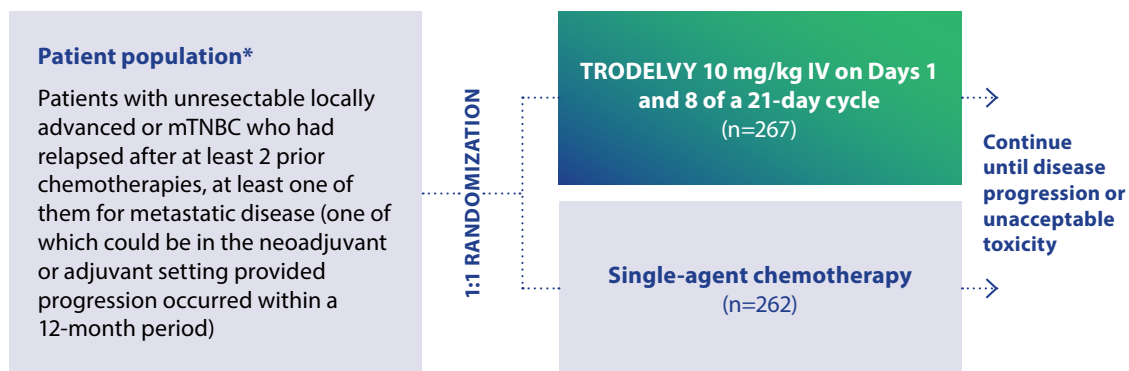 Patient population*
Patients with unresectable locally
advanced or mTNBC who had
relapsed after at least 2 prior
chemotherapies, at least one of
them for metastatic disease (one of
which could be in the neoadjuvant
or adjuvant setting provided
progression occurred within a
12-month period)
1:1 RANDOMIZATION
TRODELVY 10 mg/kg IV on Days 1
and 8 of a 21-day cycle
(n=267)
Single-agent chemotherapy
(n=262)
Continue
until disease
progression or
unacceptable
toxicity